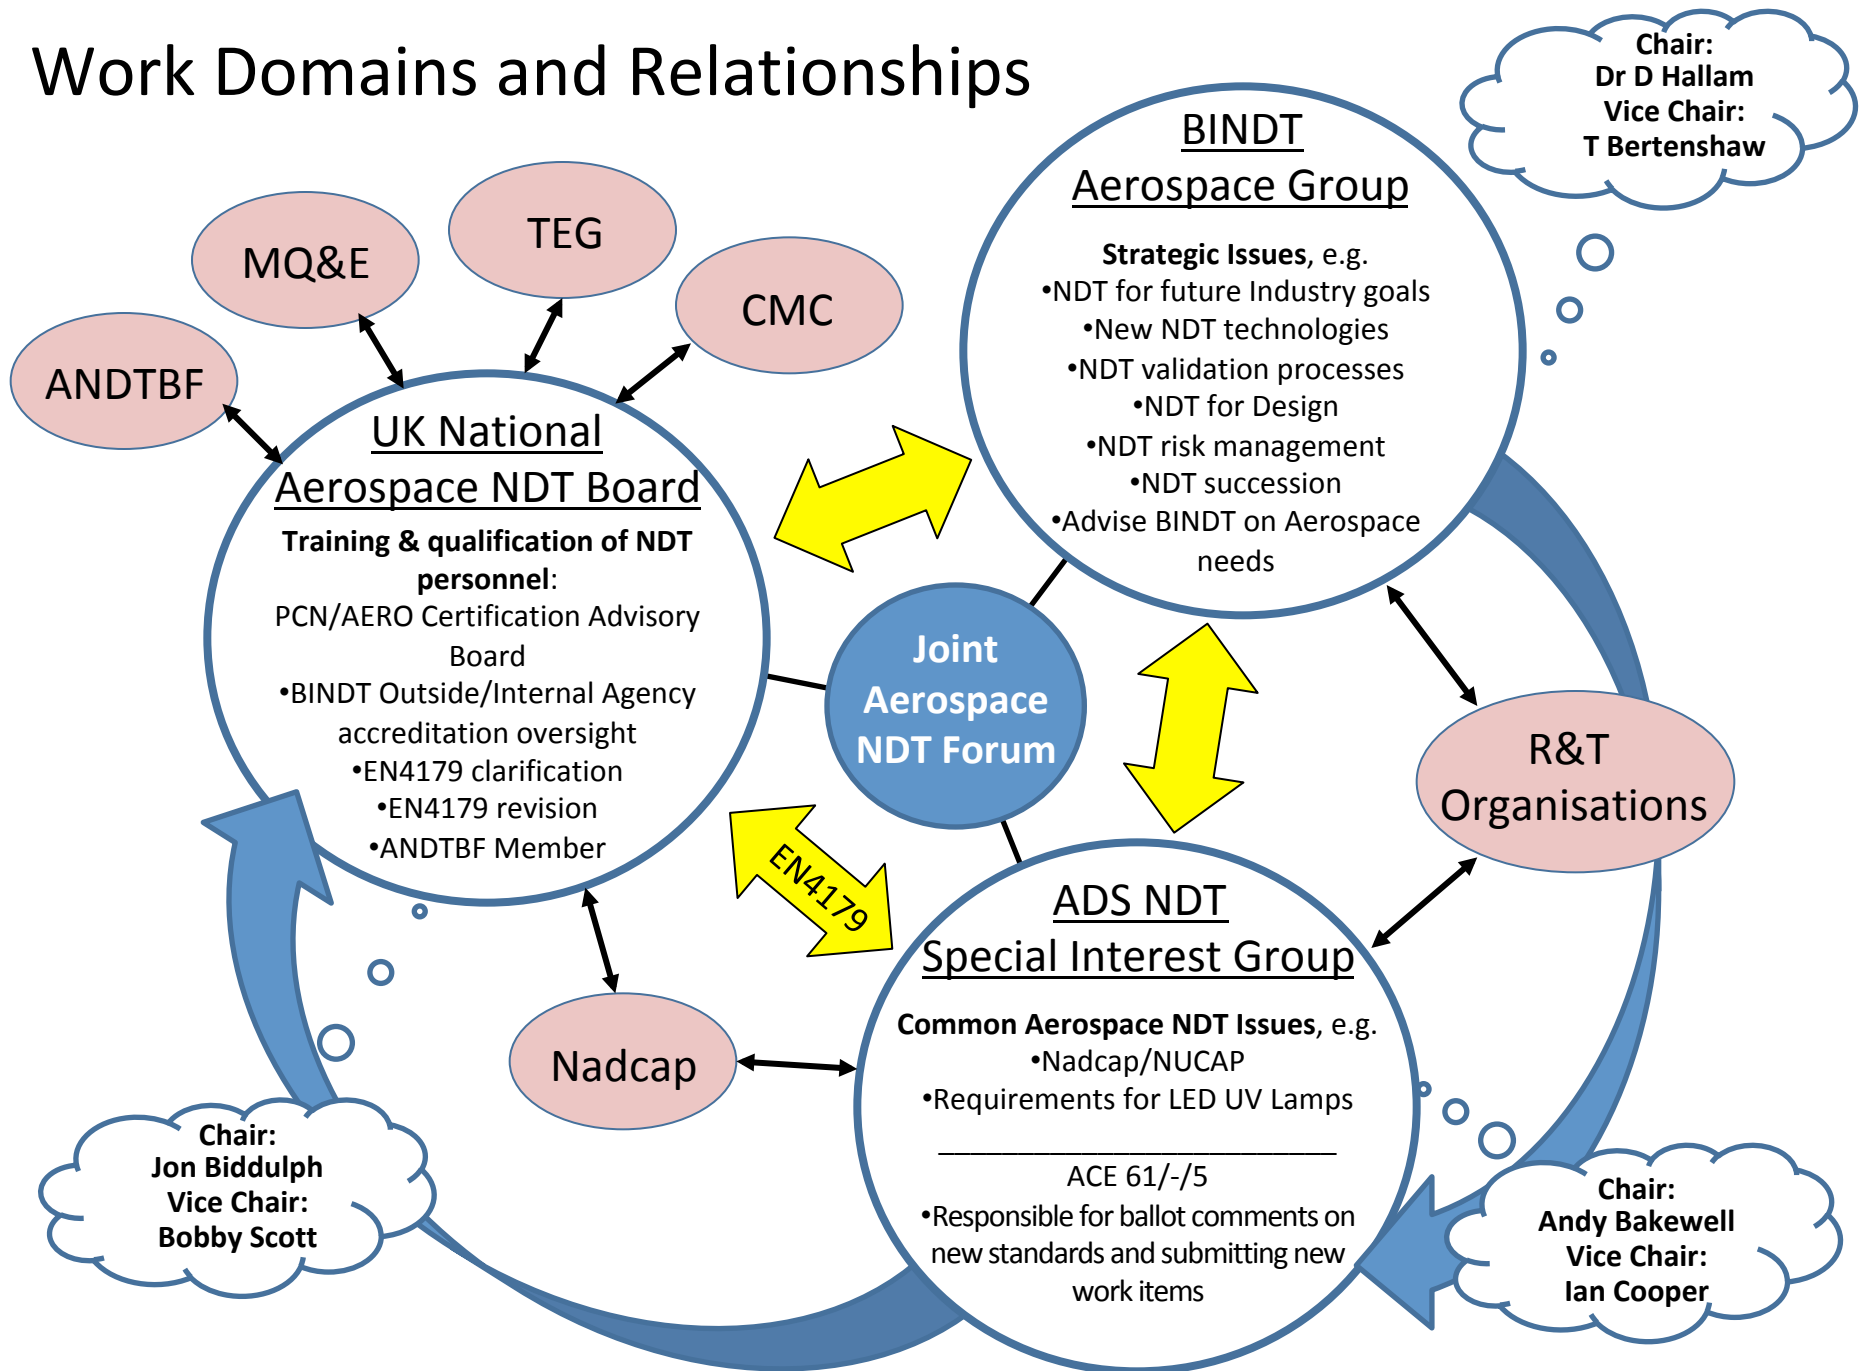 Work Domains and Relationships
Chair:
Dr D Hallam
Vice Chair:
T Bertenshaw
BINDT
Aerospace Group
Strategic Issues, e.g.
•NDT for future Industry goals
•New NDT technologies
•NDT validation processes
•NDT for Design
•NDT risk management
•NDT succession
•Advise BINDT on Aerospace
needs
ANDTBF
MQ&E
TEG
CMC
UK National
Aerospace NDT Board
Training & qualification of NDT
personnel:
PCN/AERO Certification Advisory
Board
•BINDT Outside/Internal Agency
accreditation oversight
•EN4179 clarification
•EN4179 revision
•ANDTBF Member
Joint
Aerospace
NDT Forum
R&T
Organisations
EN4179
Nadcap
ADS NDT
Special Interest Group
Common Aerospace NDT Issues, e.g.
•Nadcap/NUCAP
•Requirements for LED UV Lamps
ACE 61/-/5
•Responsible for ballot comments on
new standards and submitting new
work items
Chair:
Jon Biddulph
Vice Chair:
Bobby Scott
Chair:
Andy Bakewell
Vice Chair:
Ian Cooper